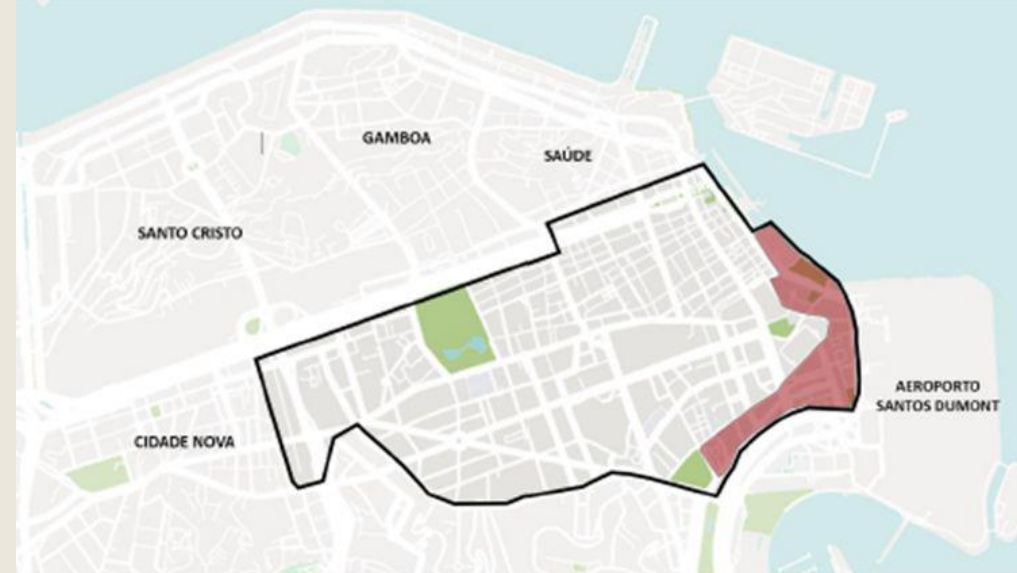 GAMBOA
SAÚDE
SANTO CRISTO
AEROPORTO
SANTOS DUMONT
CIDADE NOVA